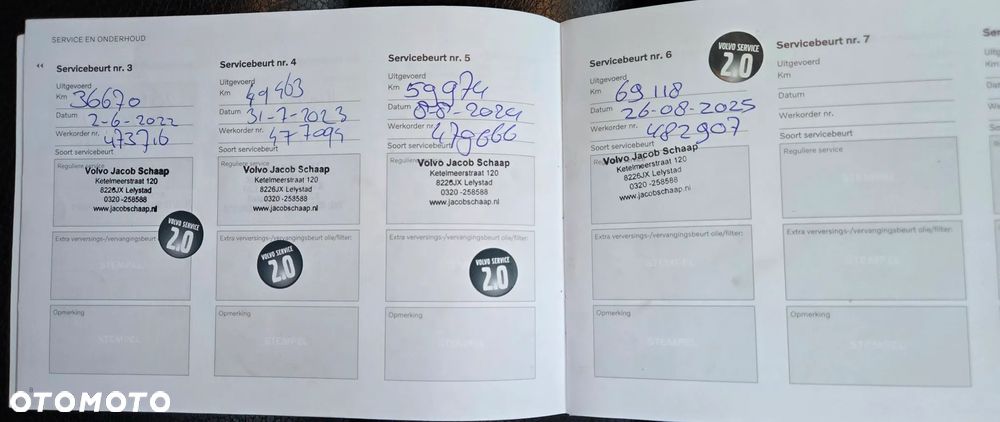 SERVICE EN ONDERHOUD
Servicebeurt nr. 3
Uitgevoerd
Km 36670
Datum 2-6-2022
Werkorder nr. 473716
Soort servicebeurt
Reguliere service
Volvo Jacob Schaap
Ketelmeerstraat 120
8226JX Lelystad
0320-258588
www.jacobschaap.nl
VOLVO SERVICE
2.0
Extra verversings-/vervangingsbeurt
STEMPEL
Opmerking
STEMPEL
8
Servicebeurt nr. 4
Uitgevoerd
Km 49463
Datum 31-7-2023
Werkorder nr. 477094
Soort servicebeurt
Reguliere service
Volvo Jacob Schaap
Ketelmeerstraat 120
8226JX Lelystad
0320-258588
www.jacobschaap.nl
Extra verversings-/vervangingsbeurt olie/filter:
VOLVO SERVICE
2.0
Opmerking
STEMPEL
Servicebeurt nr. 5
Uitgevoerd
Km 59974
Datum 8-8-2024
Werkorder nr. 479666
Soort servicebeurt
Reguliere
Volvo Jacob Schaap
Ketelmeerstraat 120
8226JX Lelystad
0320 -258588
www.jacobschaap.nl
Extra verversings-/vervangingsbeurt olie/filter:
VOLVO SERVICE
2.0
Opmerking
STEMPEL
Servicebeurt nr. 6
VOLVO SERVICE
2.0
Uitgevoerd
Km 69118
Datum 26-08-2025
Werkorder nr. 482907
Soort servicebeurt
Volvo Jacob Schaap
Ketelmeerstraat 120
8226JX Lelystad
0320 -258588
www.jacobschaap.nl
Extra verversings-/vervangingsbeurt olie/filter:
STEMPEL
Opmerking
STEMPEL
Servicebeurt nr. 7
Uitgevoerd
Km
Datum
Werkorder nr.
Soort servicebeurt
Reguliere service
STEMPEL
Extra verversings-/vervangingsbeurt olie/filter:
STEMPEL
Opmerking
STEMPEL
OTOMOTO